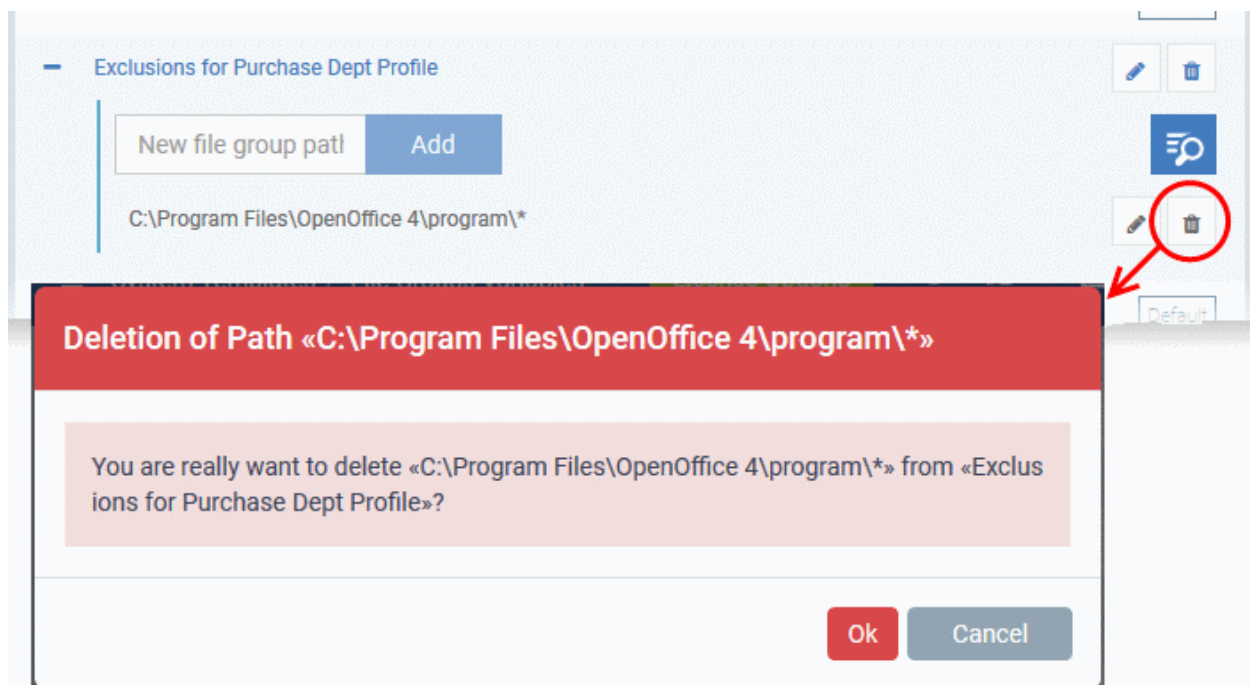 Exclusions for Purchase Dept Profile
New file group path Add
C:\Program Files\OpenOffice 4\program\*
Default
Deletion of Path «C:\Program Files\OpenOffice 4\program\*»
You are really want to delete «C:\Program Files\OpenOffice 4\program\*» from «Exclus
ions for Purchase Dept Profile»?
Ok Cancel